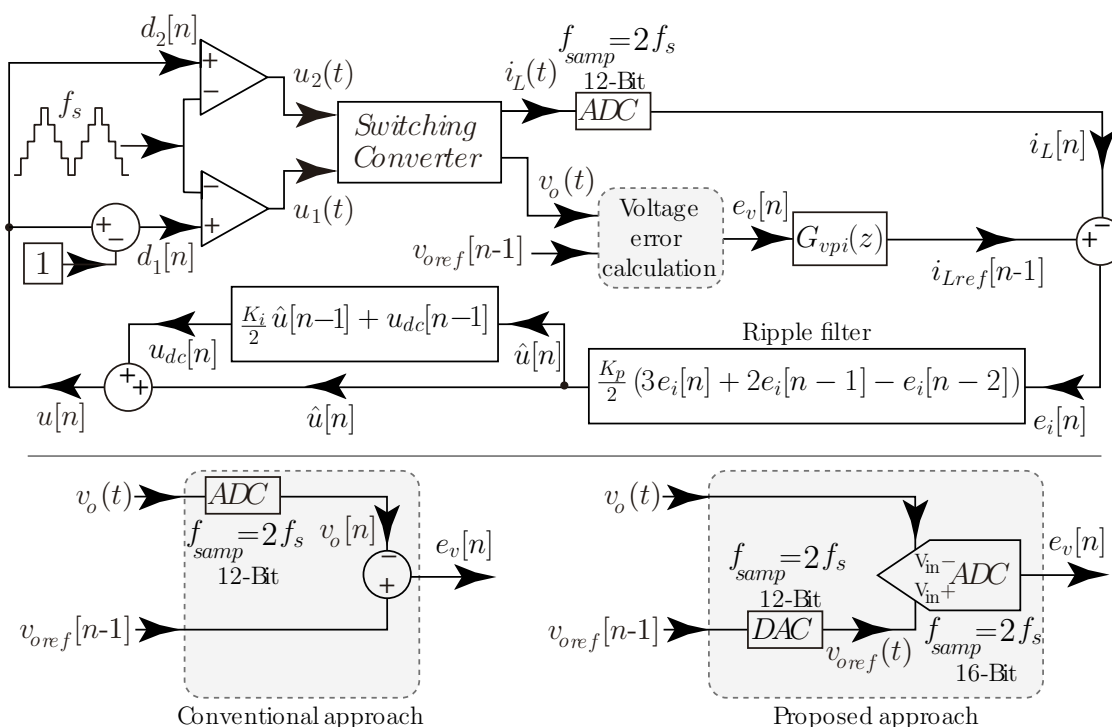 d₂[n]
+
−
u₂(t)
f_s
−
+
u₁(t)
+
−
1
d₁[n]
Switching
Converter
i_L(t)
f_samp=2f_s
12-Bit
ADC
i_L[n]
v_o(t)
v_oref[n-1]
Voltage
error
calculation
e_v[n]
G_vpi(z)
i_Lref[n-1]
+
−
K_i/2 û[n−1] + u_dc[n−1]
u_dc[n]
û[n]
Ripple filter
K_p/2 (3e_i[n] + 2e_i[n − 1] − e_i[n − 2])
e_i[n]
+
+
u[n]
û[n]
v_o(t)
ADC
f_samp=2f_s
12-Bit
v_o[n]
−
+
e_v[n]
v_oref[n-1]
Conventional approach
v_o(t)
f_samp=2f_s
12-Bit
V_in−
V_in+
ADC
e_v[n]
v_oref[n-1]
DAC
v_oref(t)
f_samp=2f_s
16-Bit
Proposed approach